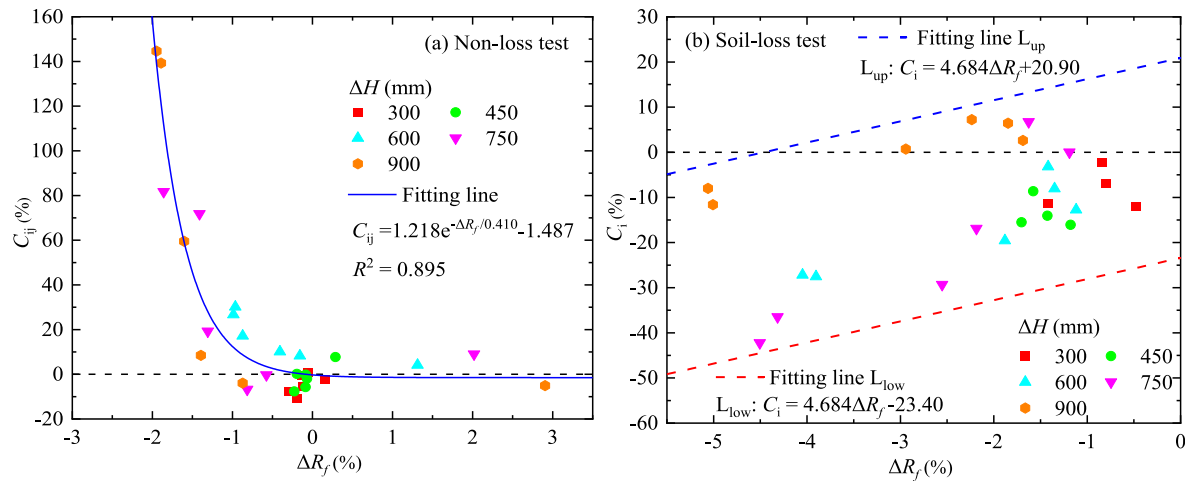 160
140
120
100
80
60
40
20
0
-20
C_ij (%)
(a) Non-loss test
ΔH (mm)
300 450
600 750
900
Fitting line
C_ij =1.218e^{-ΔR_f/0.410}-1.487
R² = 0.895
-3 -2 -1 0 1 2 3
ΔR_f (%)
30
20
10
0
-10
-20
-30
-40
-50
-60
C_i (%)
(b) Soil-loss test
Fitting line L_up
L_up: C_i = 4.684ΔR_f+20.90
ΔH (mm)
300 450
600 750
900
Fitting line L_low
L_low: C_i = 4.684ΔR_f-23.40
-5 -4 -3 -2 -1 0
ΔR_f (%)